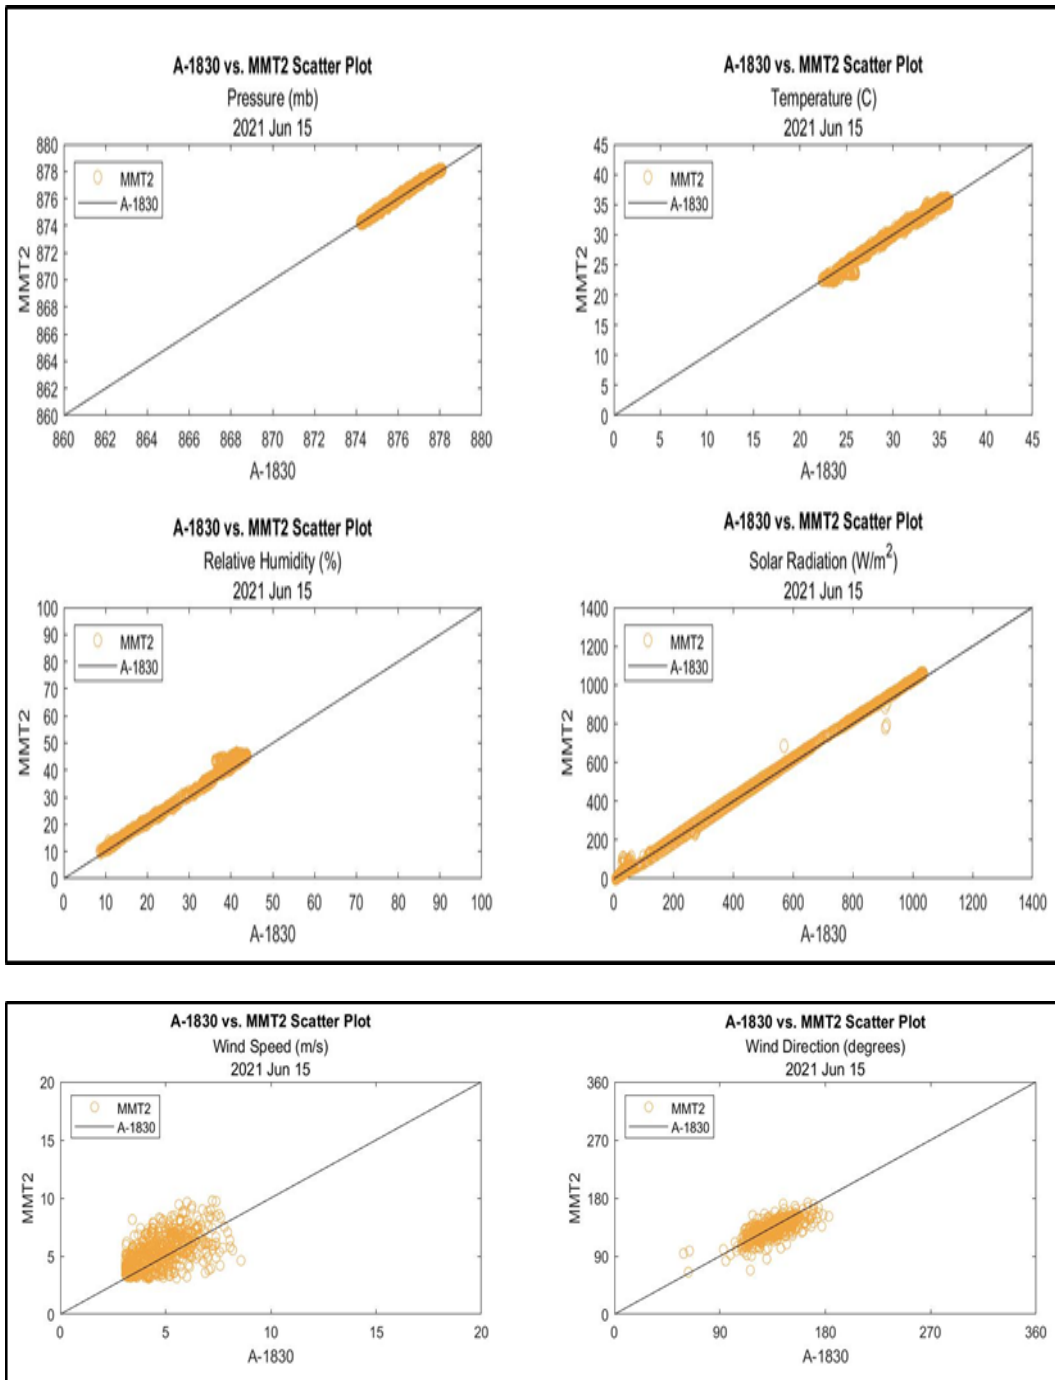 A-1830 vs. MMT2 Scatter Plot
Pressure (mb)
2021 Jun 15
880
878
876
874
872
870
868
866
864
862
860
MMT2
MMT2
A-1830
860 862 864 866 868 870 872 874 876 878 880
A-1830
A-1830 vs. MMT2 Scatter Plot
Temperature (C)
2021 Jun 15
45
40
35
30
25
20
15
10
5
0
MMT2
MMT2
A-1830
0 5 10 15 20 25 30 35 40 45
A-1830
A-1830 vs. MMT2 Scatter Plot
Relative Humidity (%)
2021 Jun 15
100
90
80
70
60
50
40
30
20
10
0
MMT2
MMT2
A-1830
0 10 20 30 40 50 60 70 80 90 100
A-1830
A-1830 vs. MMT2 Scatter Plot
Solar Radiation (W/m²)
2021 Jun 15
1400
1200
1000
800
600
400
200
0
MMT2
MMT2
A-1830
0 200 400 600 800 1000 1200 1400
A-1830
A-1830 vs. MMT2 Scatter Plot
Wind Speed (m/s)
2021 Jun 15
20
15
10
5
0
MMT2
MMT2
A-1830
0 5 10 15 20
A-1830
A-1830 vs. MMT2 Scatter Plot
Wind Direction (degrees)
2021 Jun 15
360
270
180
90
0
MMT2
MMT2
A-1830
0 90 180 270 360
A-1830